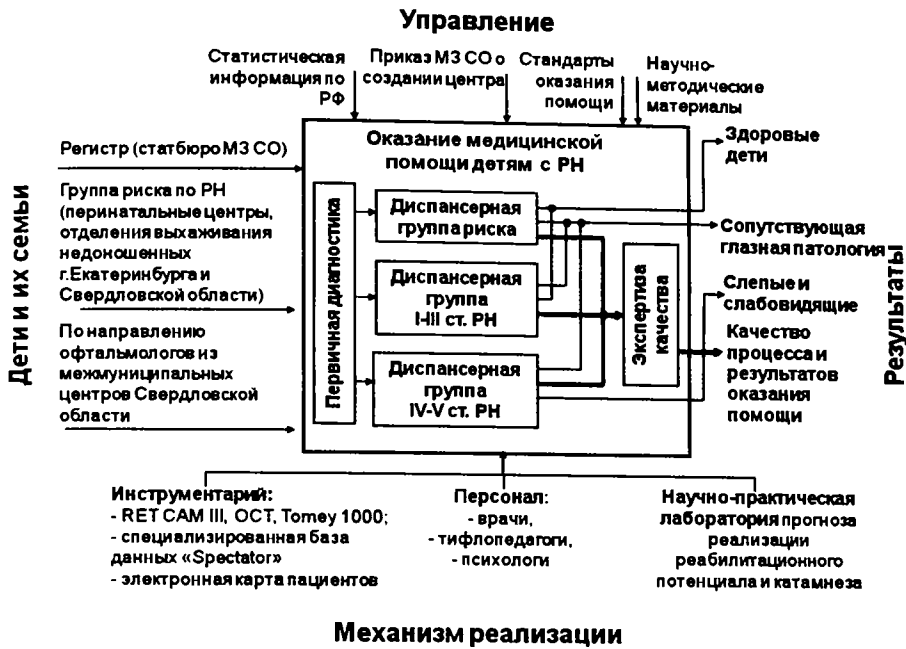 Управление
Статистическая
информация по
РФ
Приказ МЗ СО о
создании центра
Стандарты
оказания
помощи
Научно-
методические
материалы
Дети и их семьи
Регистр (статбюро МЗ СО)
Группа риска по РН
(перинатальные центры,
отделения выхаживания
недоношенных
г.Екатеринбурга и
Свердловской области)
По направлению
офтальмологов из
межмуниципальных
центров Свердловской
области
Оказание медицинской
помощи детям с РН
Первичная диагностика
Диспансерная
группа риска
Диспансерная
группа
I-III ст. РН
Диспансерная
группа
IV-V ст. РН
Экспертиза
качества
Здоровые
дети
Сопутствующая
глазная патология
Слепые и
слабовидящие
Качество
процесса и
результатов
оказания
помощи
Результаты
Инструментарий:
- RET CAM III, OCT, Tomey 1000;
- специализированная база
данных «Spectator»
- электронная карта пациентов
Персонал:
- врачи,
- тифлопедагоги,
- психологи
Научно-практическая
лаборатория прогноза
реализации
реабилитационного
потенциала и катамнеза
Механизм реализации